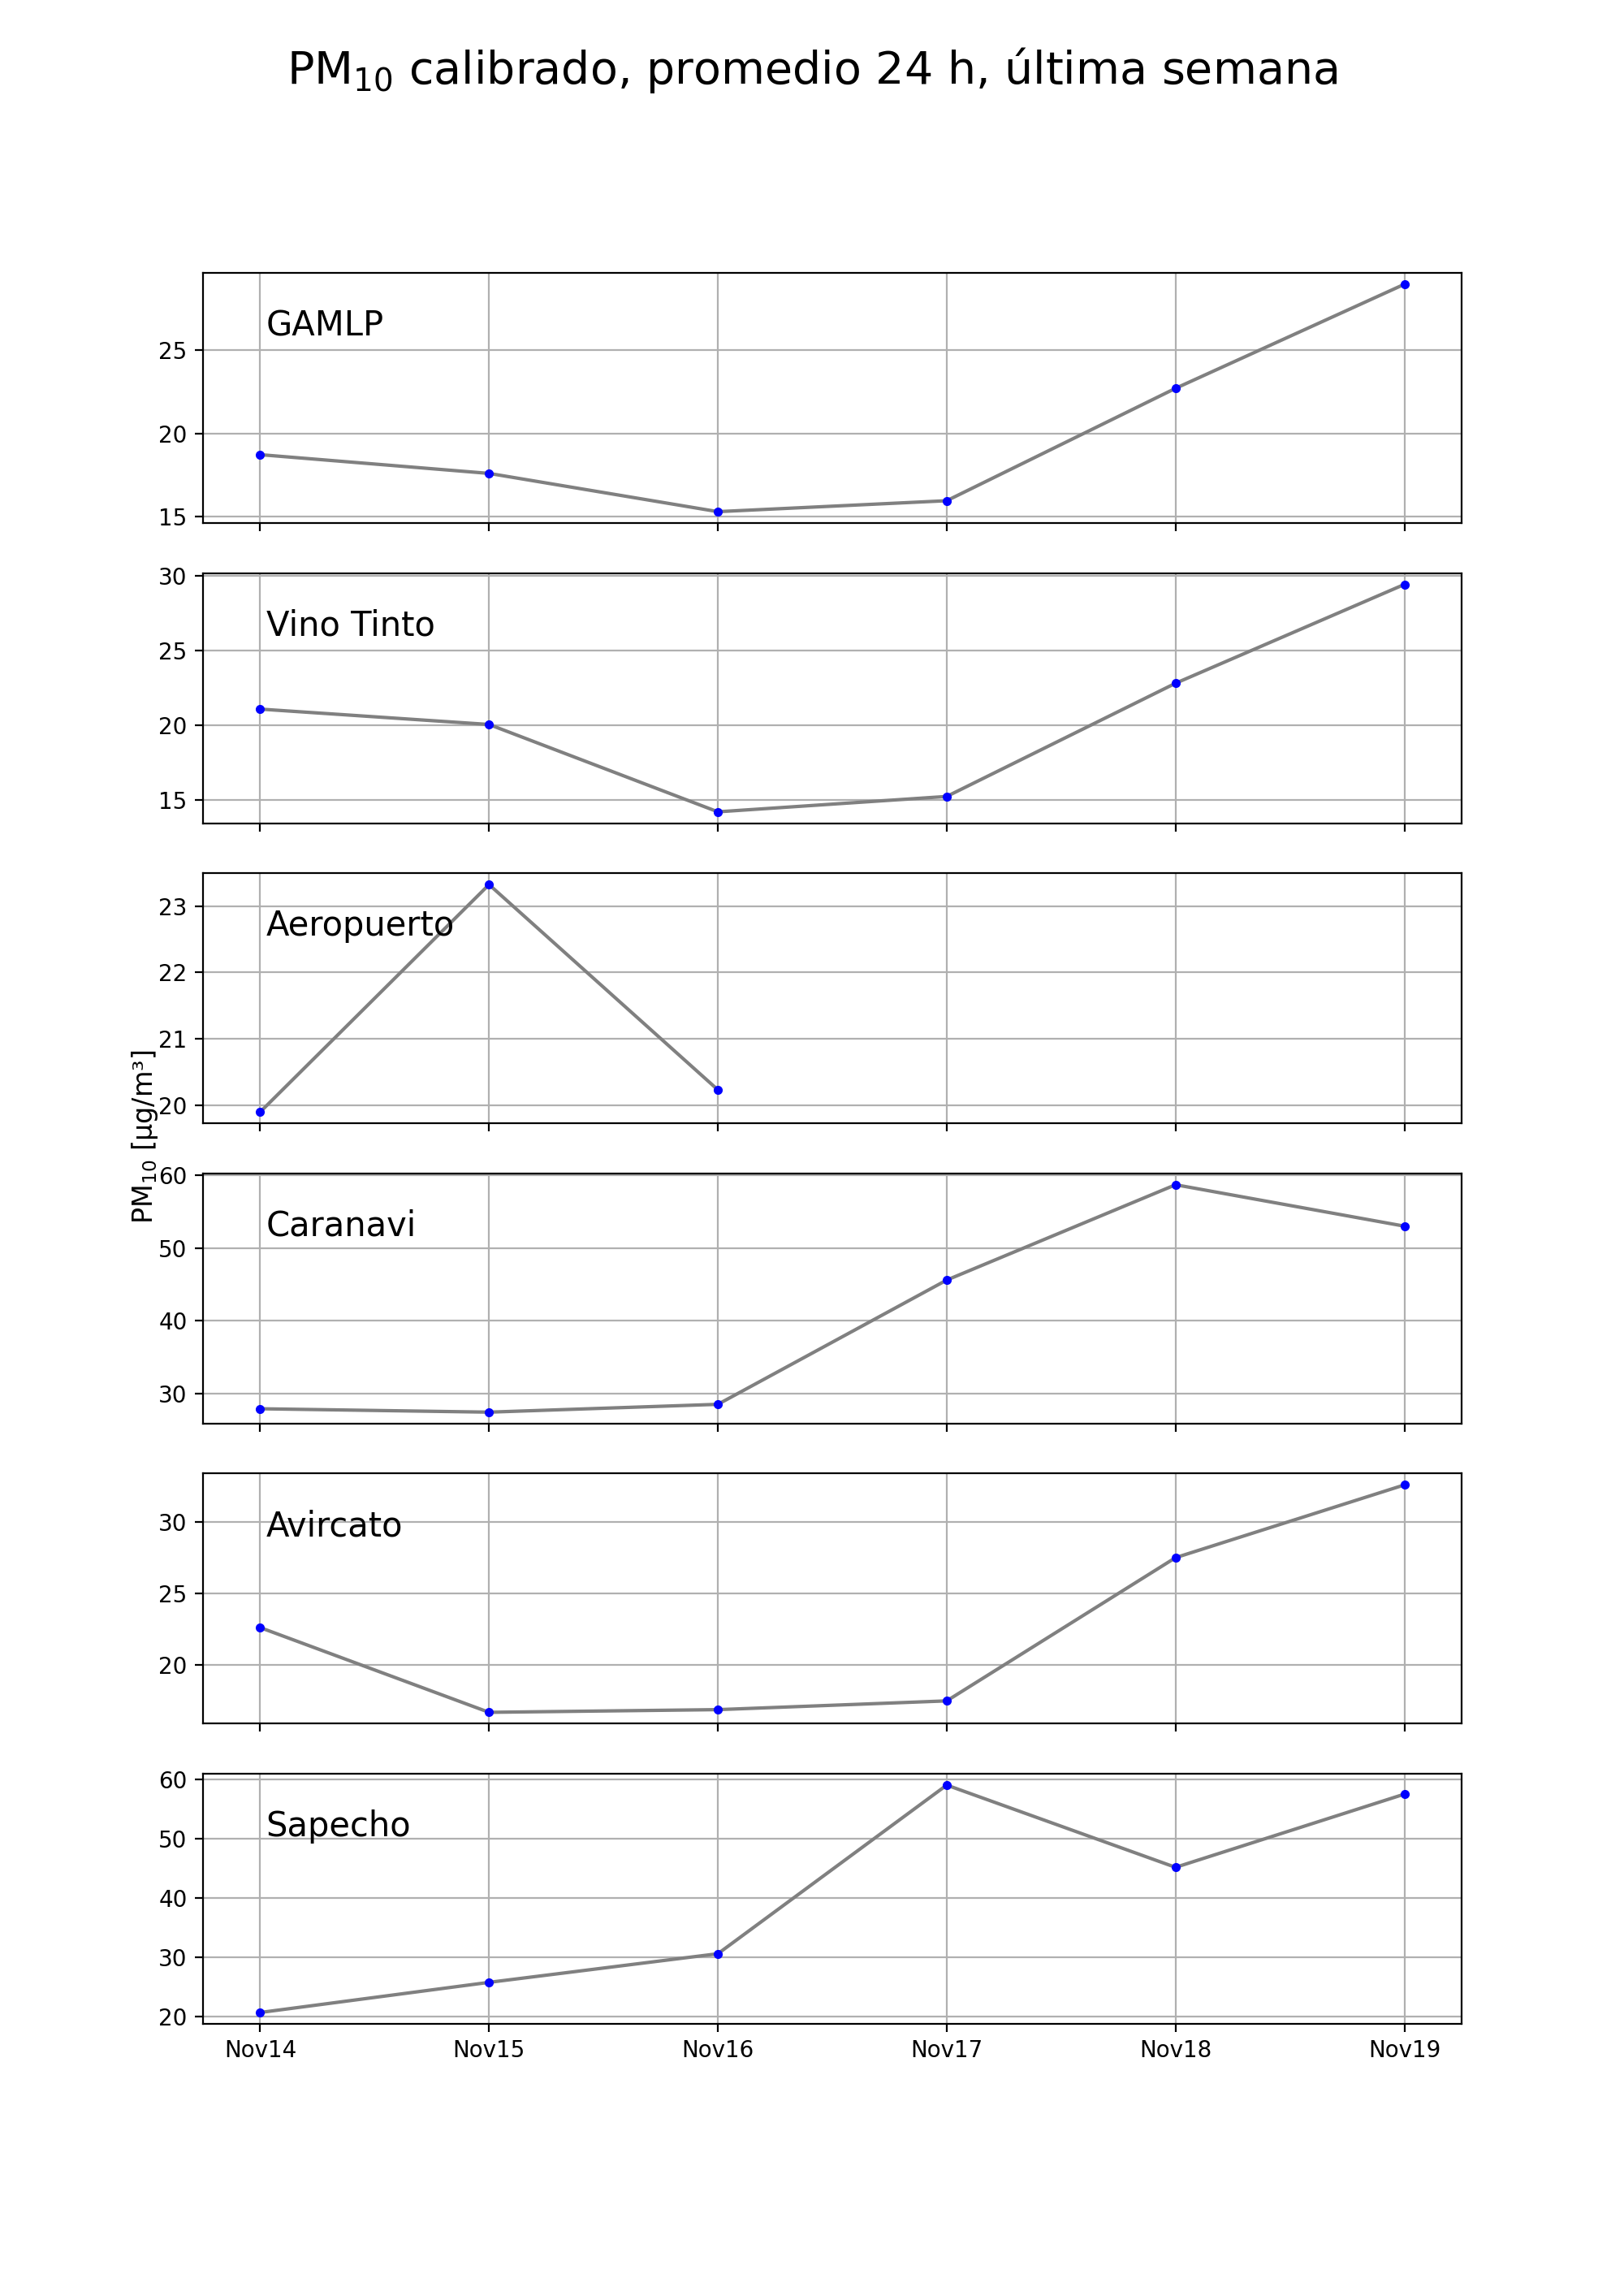 PM₁₀ calibrado, promedio 24 h, última semana
GAMLP
25
20
15
Vino Tinto
30
25
20
15
Aeropuerto
23
22
21
20
PM₁₀ [µg/m³]
Caranavi
60
50
40
30
Avircato
30
25
20
Sapecho
60
50
40
30
20
Nov14 Nov15 Nov16 Nov17 Nov18 Nov19